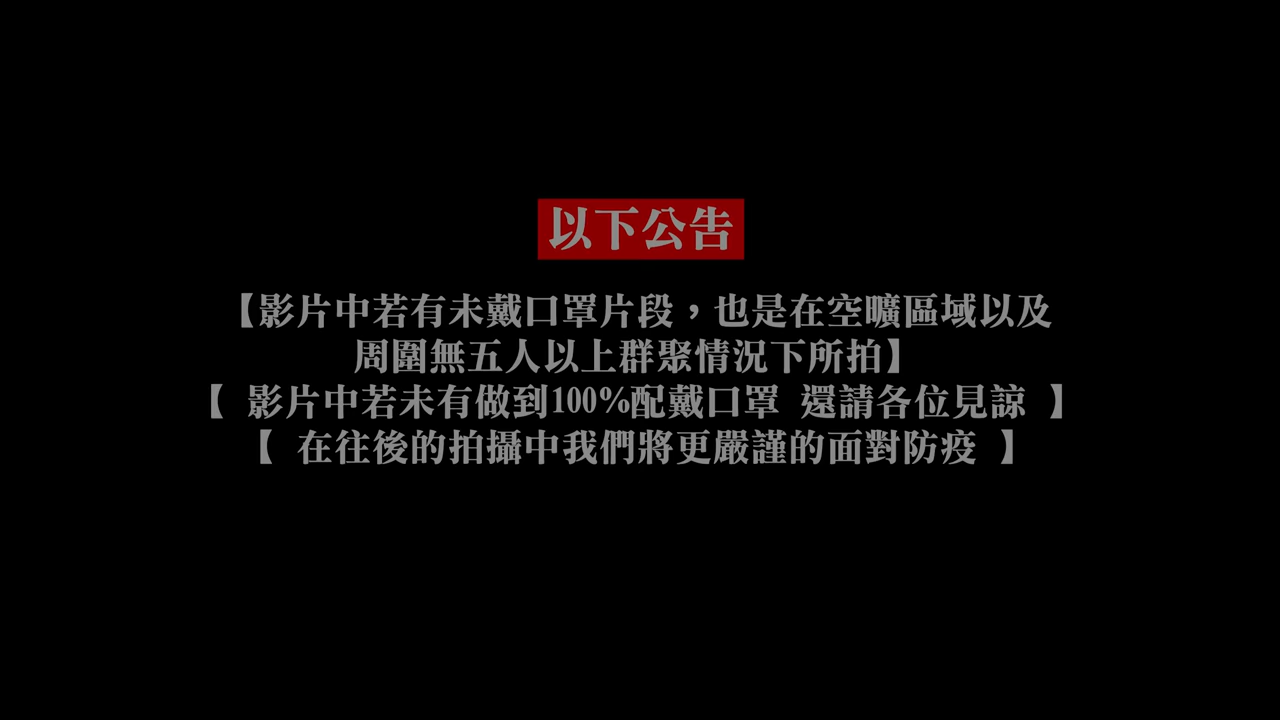 以下公告
【影片中若有未戴口罩片段，也是在空曠區域以及
周圍無五人以上群聚情況下所拍】
【 影片中若未有做到100%配戴口罩 還請各位見諒 】
【 在往後的拍攝中我們將更嚴謹的面對防疫 】